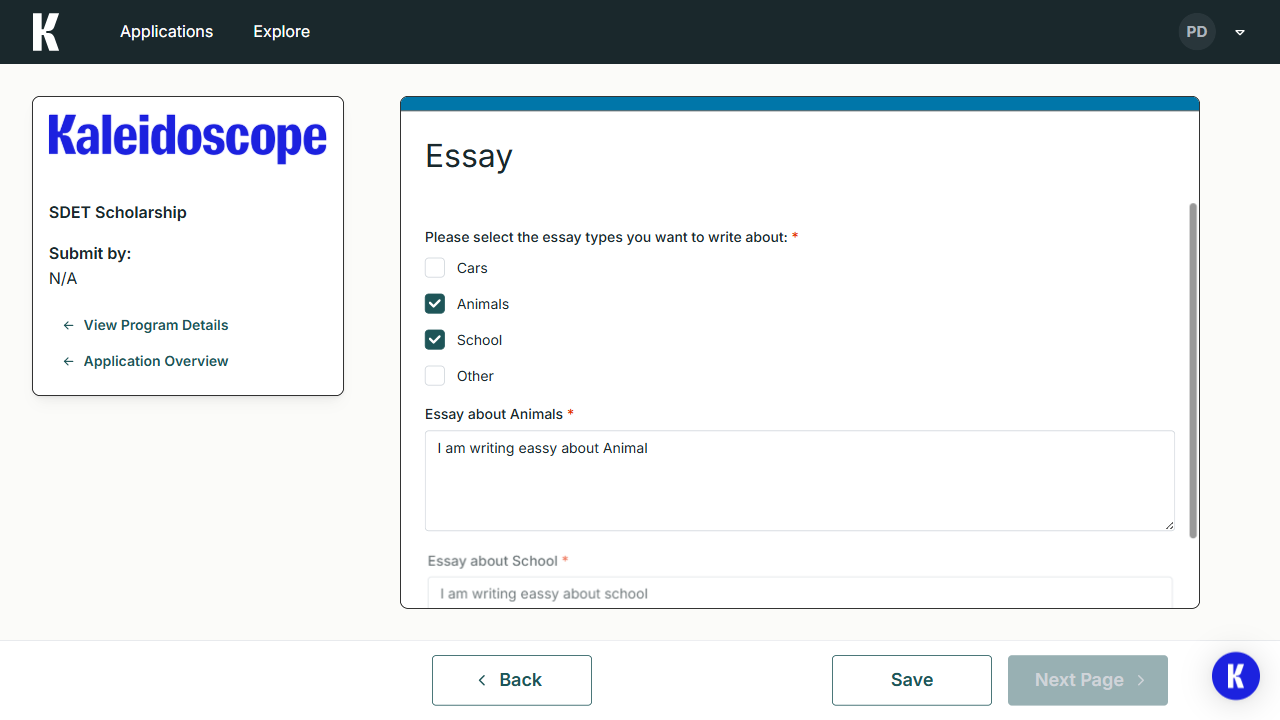 K
Applications
Explore
PD
Kaleidoscope
SDET Scholarship
Submit by:
N/A
View Program Details
Application Overview
Essay
Please select the essay types you want to write about: *
Cars
Animals
School
Other
Essay about Animals *
I am writing eassy about Animal
Essay about School *
I am writing eassy about school
Back
Save
Next Page
K